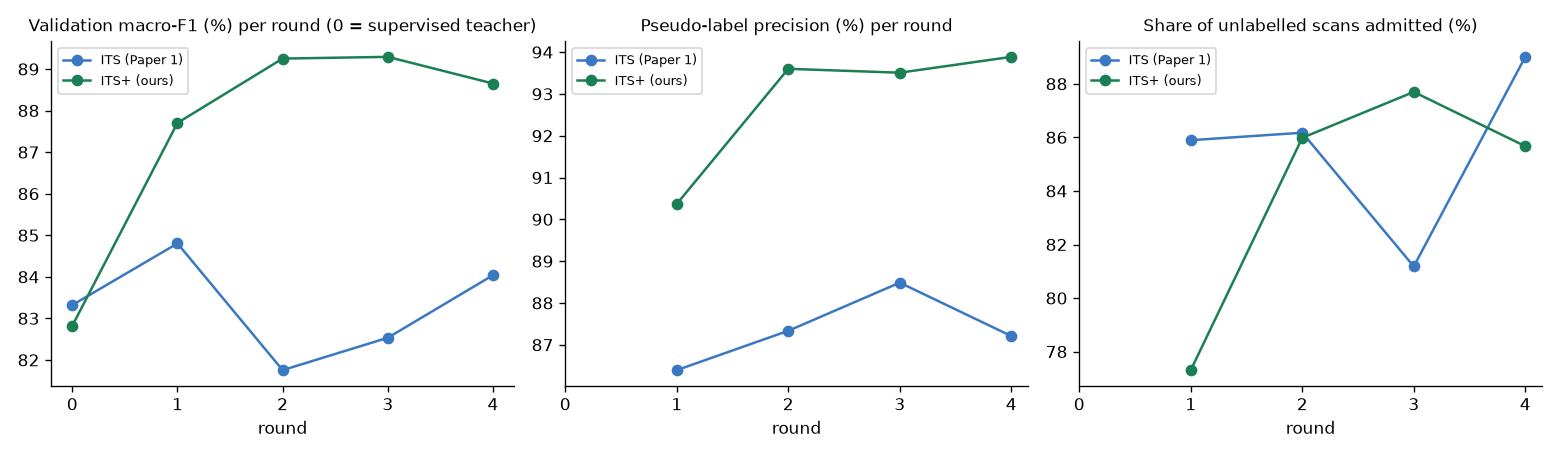 Validation macro-F1 (%) per round (0 = supervised teacher)
ITS (Paper 1)
ITS+ (ours)
89
88
87
86
85
84
83
82
0 1 2 3 4
round
Pseudo-label precision (%) per round
ITS (Paper 1)
ITS+ (ours)
94
93
92
91
90
89
88
87
0 1 2 3 4
round
Share of unlabelled scans admitted (%)
ITS (Paper 1)
ITS+ (ours)
88
86
84
82
80
78
0 1 2 3 4
round